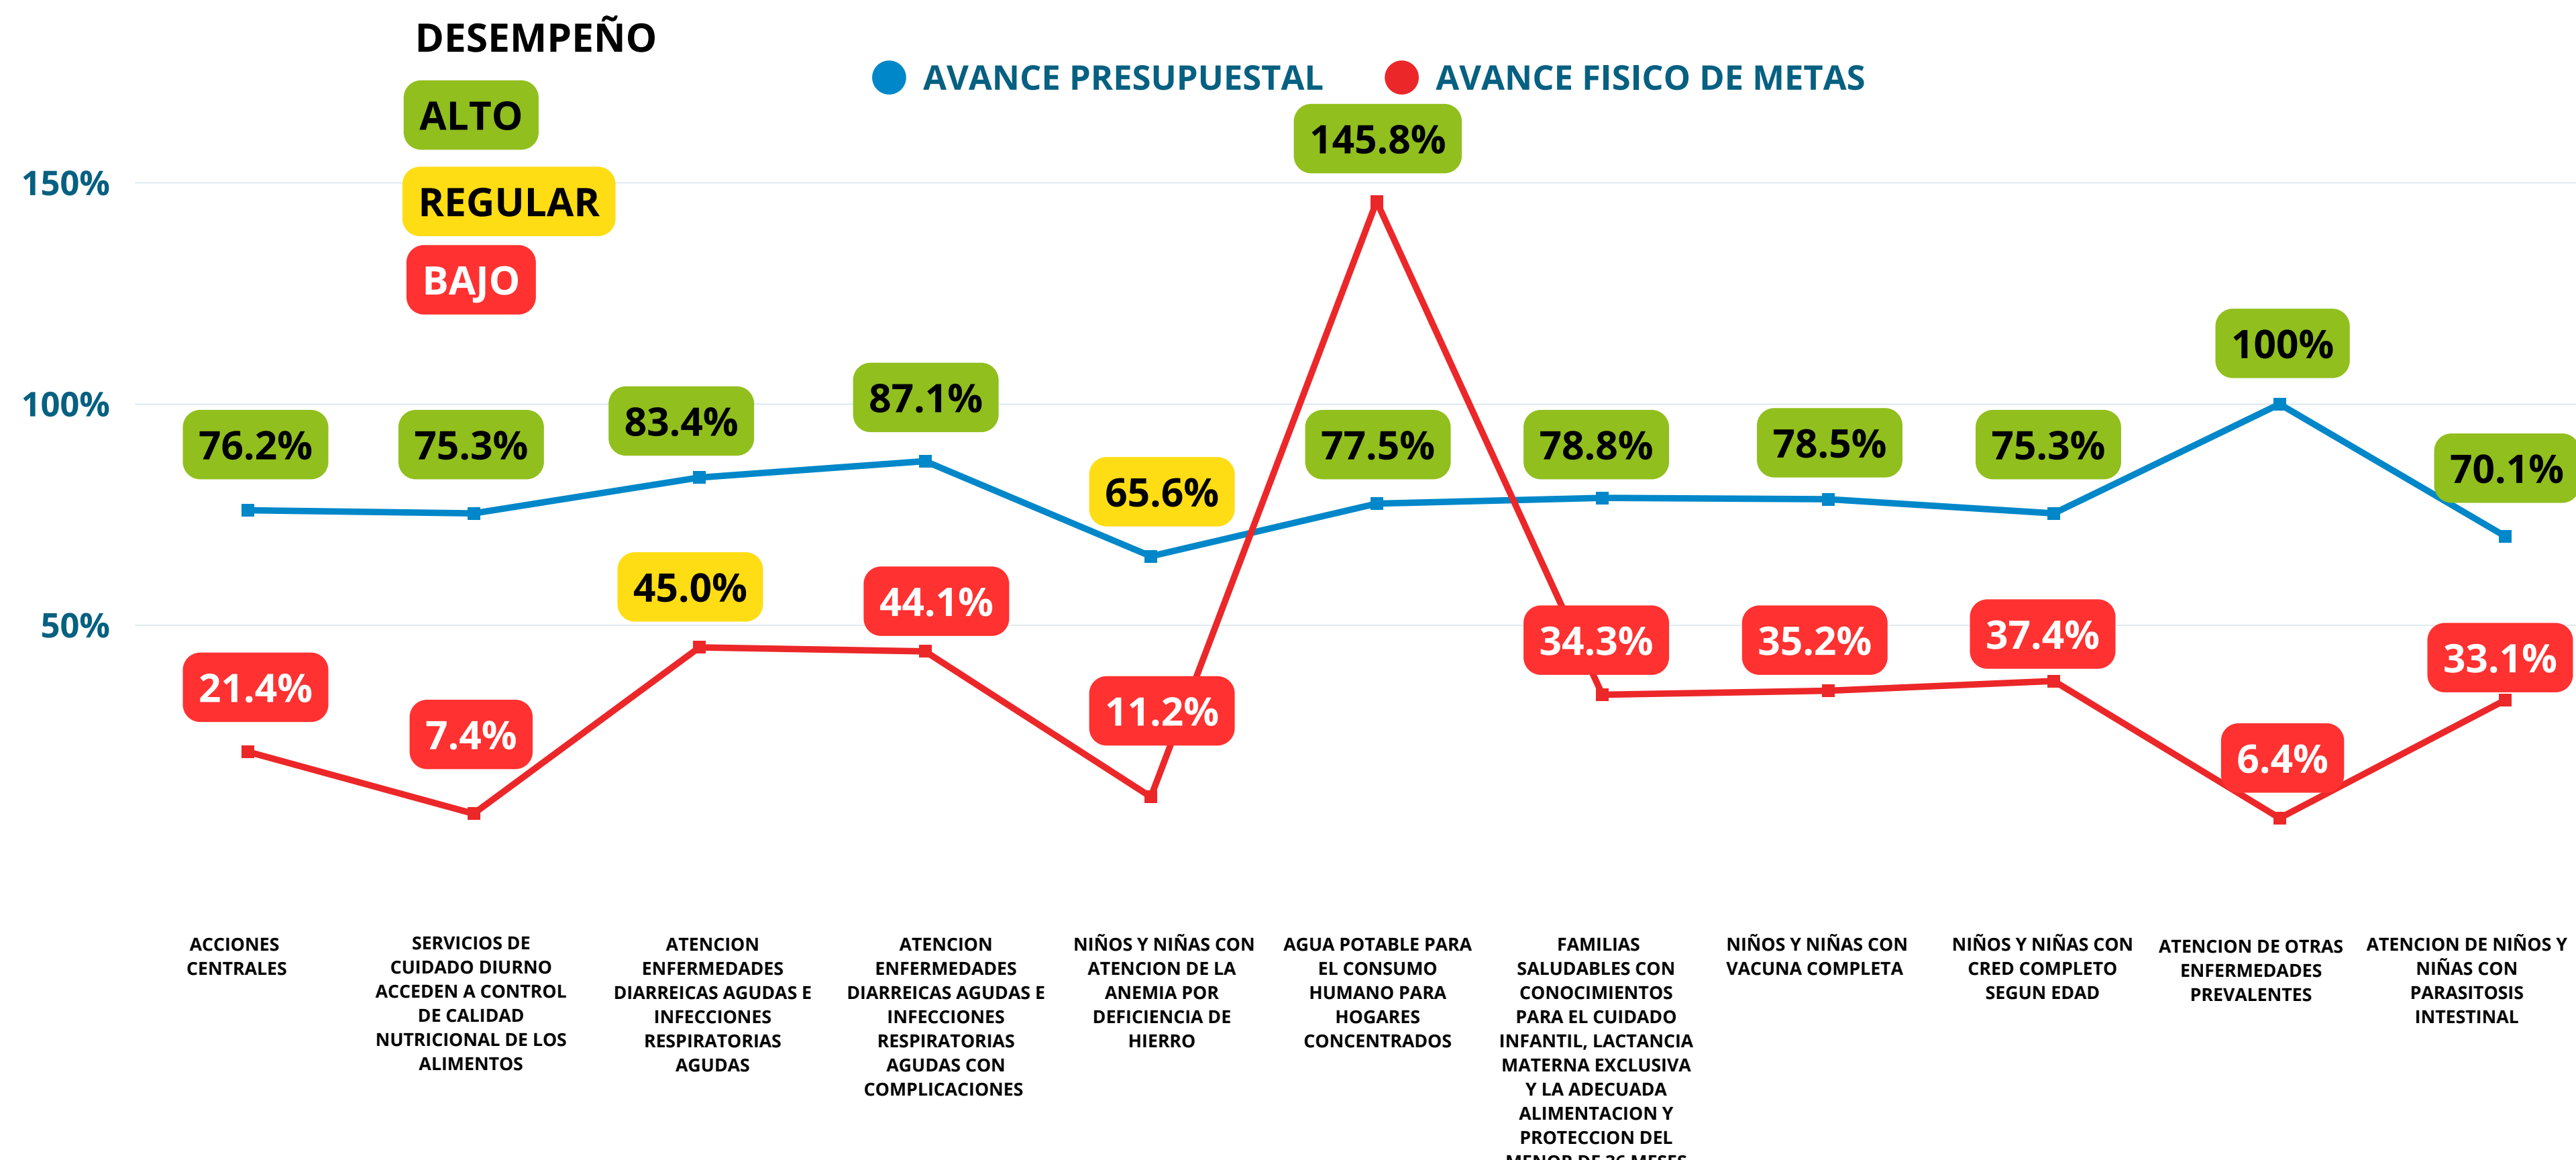 DESEMPEÑO
ALTO
REGULAR
BAJO
AVANCE PRESUPUESTAL
AVANCE FISICO DE METAS
150%
100%
50%
76.2%
75.3%
83.4%
87.1%
65.6%
77.5%
78.8%
78.5%
75.3%
100%
70.1%
21.4%
7.4%
45.0%
44.1%
11.2%
145.8%
34.3%
35.2%
37.4%
6.4%
33.1%
ACCIONES
CENTRALES
SERVICIOS DE
CUIDADO DIURNO
ACCEDEN A CONTROL
DE CALIDAD
NUTRICIONAL DE LOS
ALIMENTOS
ATENCION
ENFERMEDADES
DIARREICAS AGUDAS E
INFECCIONES
RESPIRATORIAS
AGUDAS
ATENCION
ENFERMEDADES
DIARREICAS AGUDAS E
INFECCIONES
RESPIRATORIAS
AGUDAS CON
COMPLICACIONES
NIÑOS Y NIÑAS CON
ATENCION DE LA
ANEMIA POR
DEFICIENCIA DE
HIERRO
AGUA POTABLE PARA
EL CONSUMO
HUMANO PARA
HOGARES
CONCENTRADOS
FAMILIAS
SALUDABLES CON
CONOCIMIENTOS
PARA EL CUIDADO
INFANTIL, LACTANCIA
MATERNA EXCLUSIVA
Y LA ADECUADA
ALIMENTACION Y
PROTECCION DEL
MENOR DE 36 MESES
NIÑOS Y NIÑAS CON
VACUNA COMPLETA
NIÑOS Y NIÑAS CON
CRED COMPLETO
SEGUN EDAD
ATENCION DE OTRAS
ENFERMEDADES
PREVALENTES
ATENCION DE NIÑOS Y
NIÑAS CON
PARASITOSIS
INTESTINAL